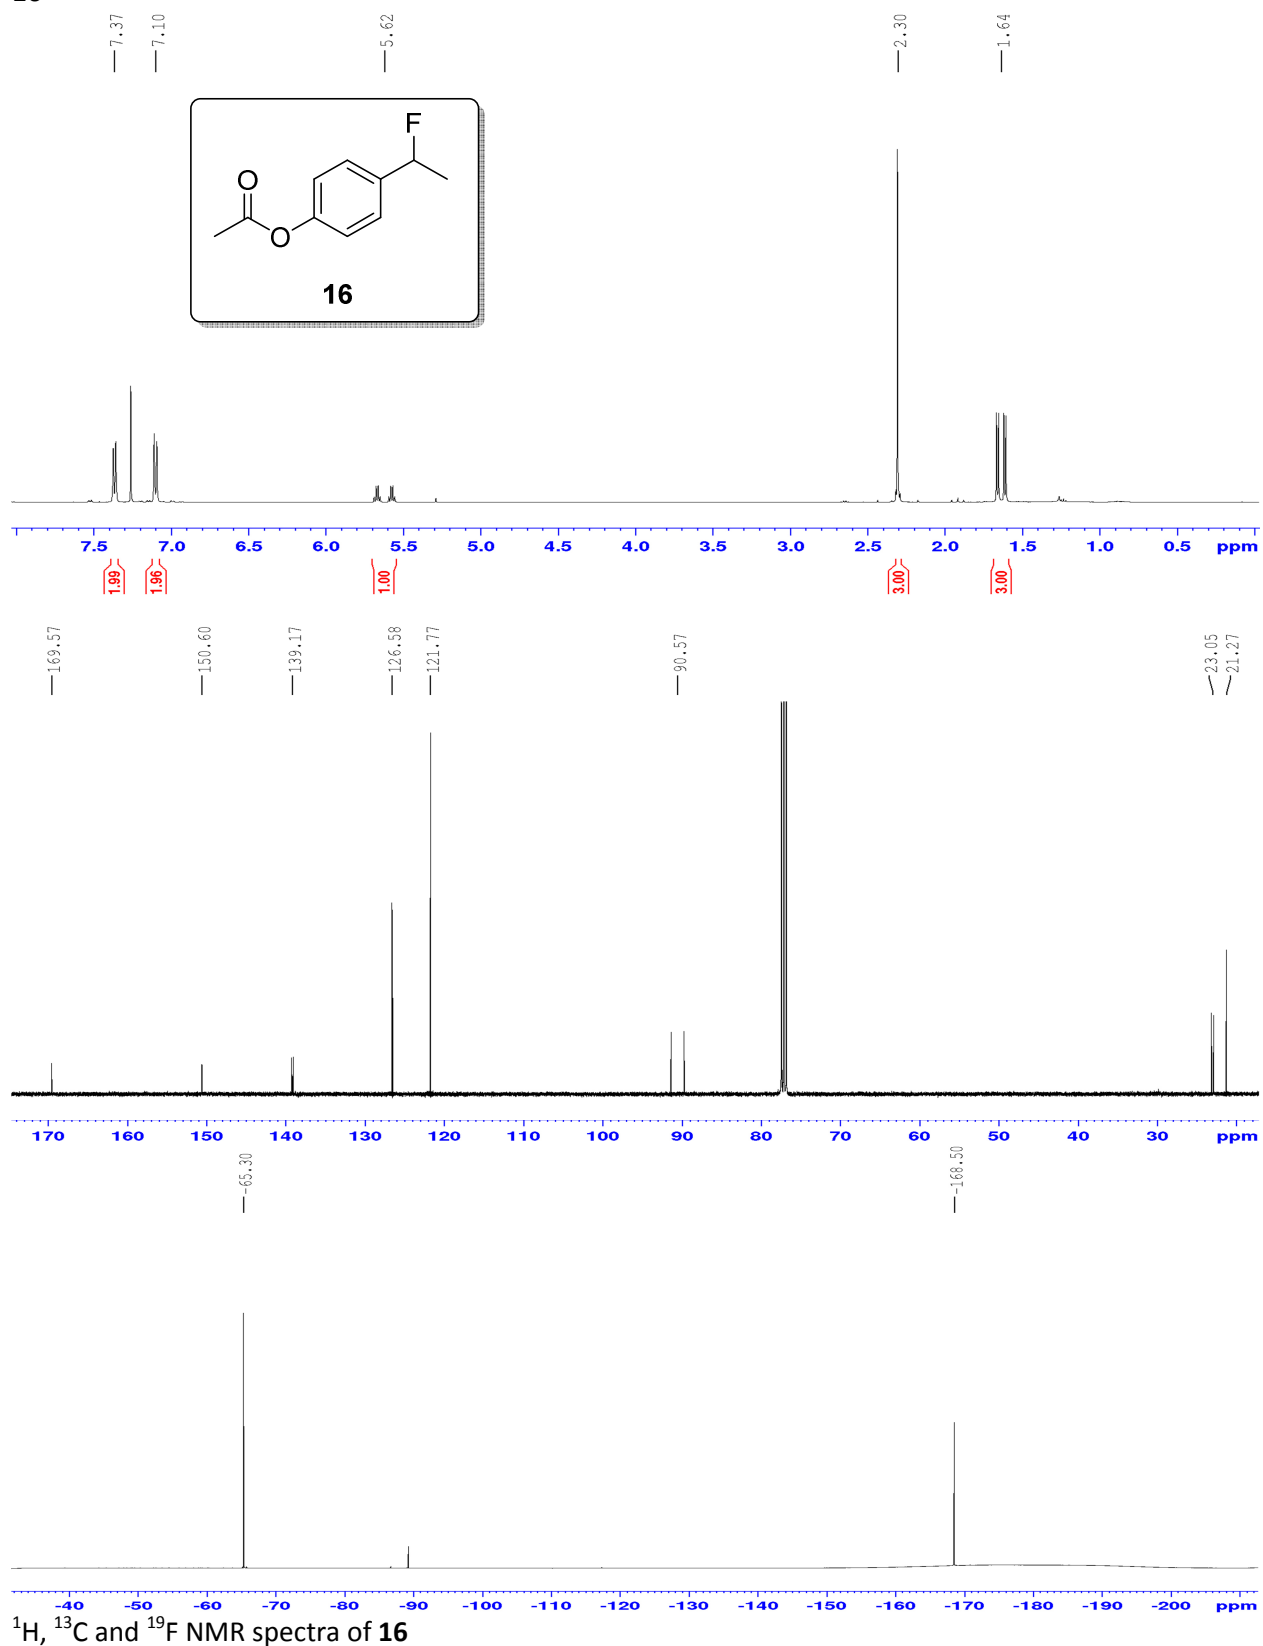 7.37 7.10 5.62 2.30 1.64
F
O
O
16
7.5 7.0 6.5 6.0 5.5 5.0 4.5 4.0 3.5 3.0 2.5 2.0 1.5 1.0 0.5 ppm
1.99 1.96 1.00 3.00 3.00
169.57 150.60 139.17 126.58 121.77 90.57 23.05 21.27
170 160 150 140 130 120 110 100 90 80 70 60 50 40 30 ppm
-65.30 -168.50
-40 -50 -60 -70 -80 -90 -100 -110 -120 -130 -140 -150 -160 -170 -180 -190 -200 ppm
¹H, ¹³C and ¹⁹F NMR spectra of 16